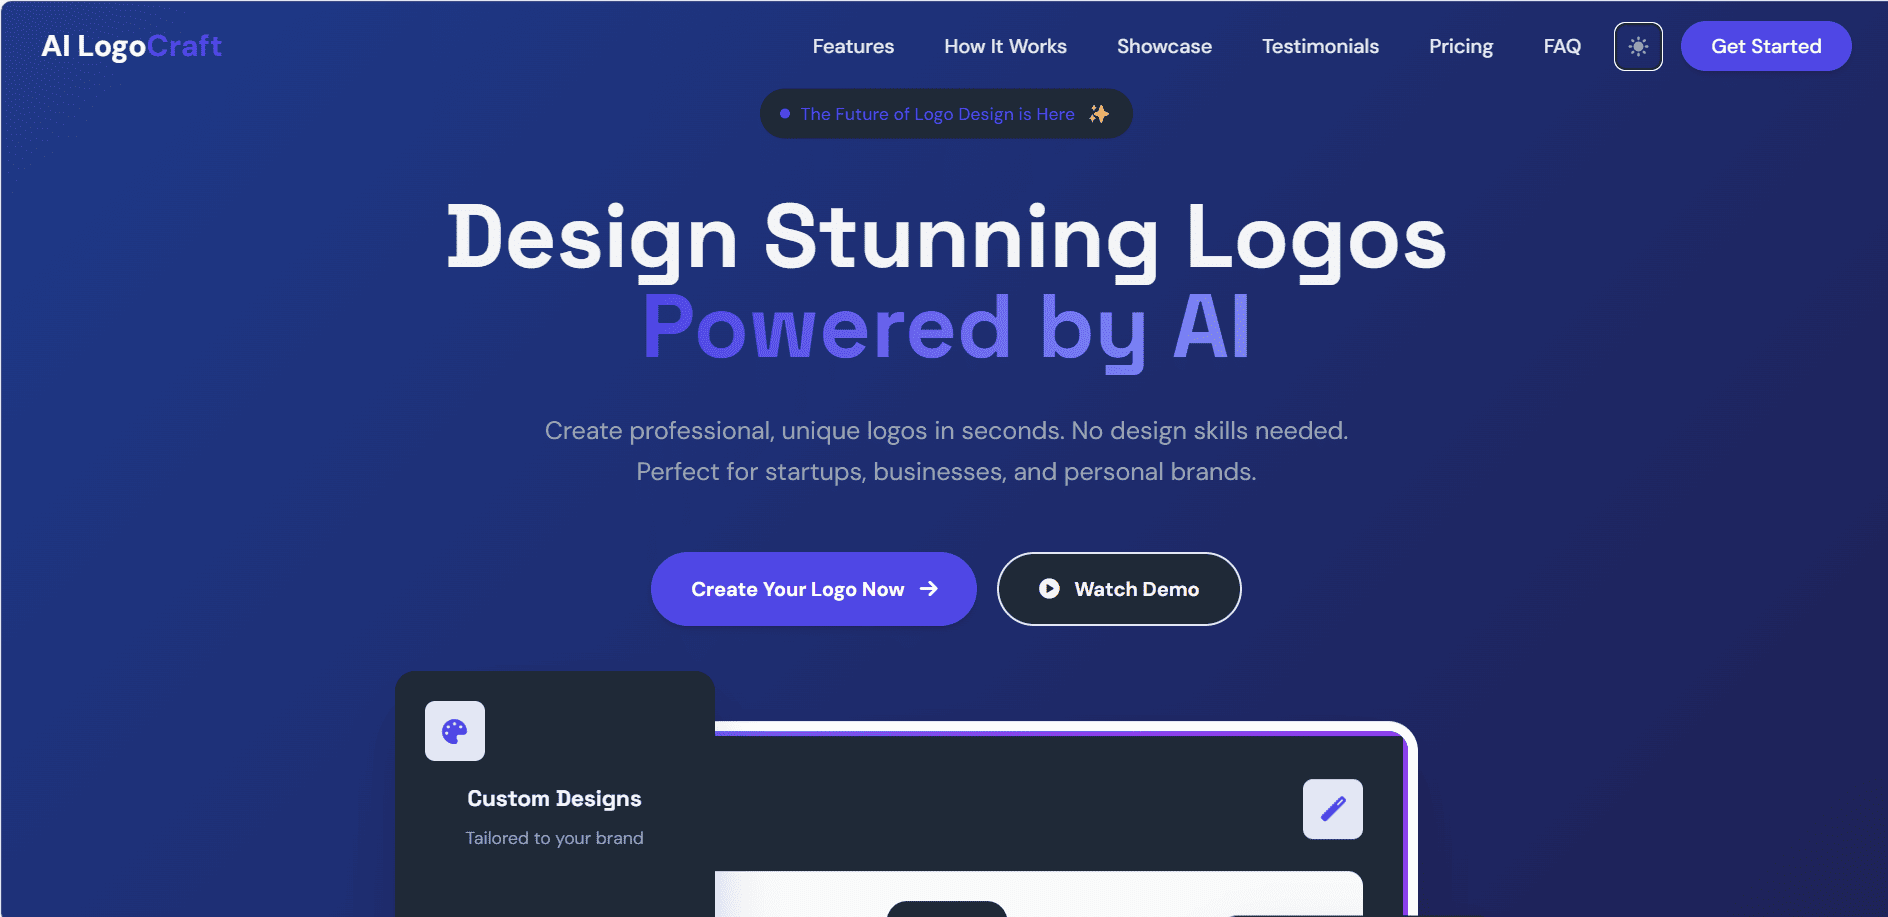 AI LogoCraft
Features
How It Works
Showcase
Testimonials
Pricing
FAQ
Get Started
The Future of Logo Design is Here ✨
Design Stunning Logos
Powered by AI
Create professional, unique logos in seconds. No design skills needed.
Perfect for startups, businesses, and personal brands.
Create Your Logo Now →
Watch Demo
Custom Designs
Tailored to your brand